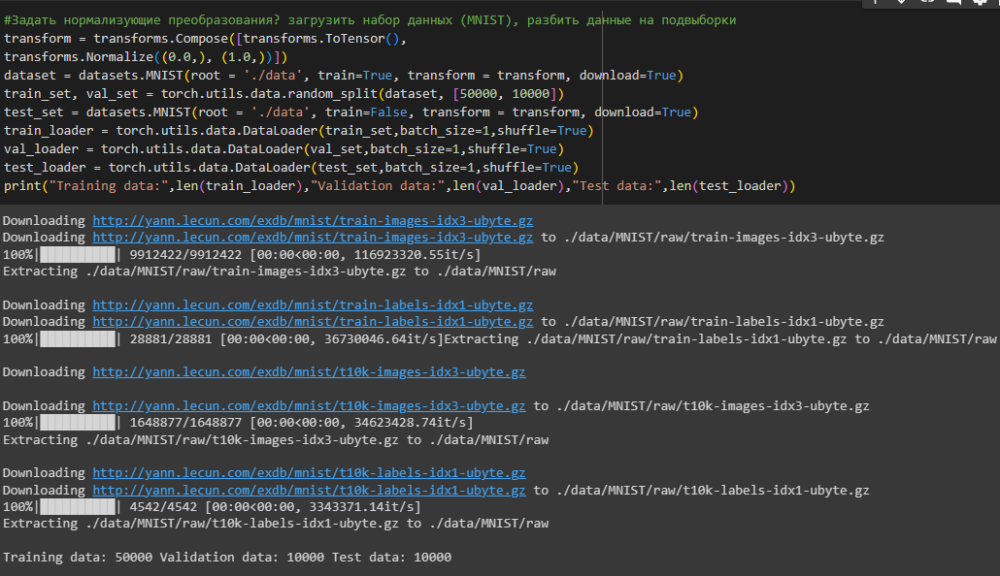 #Задать нормализующие преобразования? загрузить набор данных (MNIST), разбить данные на подвыборки
transform = transforms.Compose([transforms.ToTensor(),
transforms.Normalize((0.0,), (1.0,))])
dataset = datasets.MNIST(root = './data', train=True, transform = transform, download=True)
train_set, val_set = torch.utils.data.random_split(dataset, [50000, 10000])
test_set = datasets.MNIST(root = './data', train=False, transform = transform, download=True)
train_loader = torch.utils.data.DataLoader(train_set,batch_size=1,shuffle=True)
val_loader = torch.utils.data.DataLoader(val_set,batch_size=1,shuffle=True)
test_loader = torch.utils.data.DataLoader(test_set,batch_size=1,shuffle=True)
print("Training data:",len(train_loader),"Validation data:",len(val_loader),"Test data:",len(test_loader))
Downloading http://yann.lecun.com/exdb/mnist/train-images-idx3-ubyte.gz
Downloading http://yann.lecun.com/exdb/mnist/train-images-idx3-ubyte.gz to ./data/MNIST/raw/train-images-idx3-ubyte.gz
100%|██████████| 9912422/9912422 [00:00<00:00, 116923320.55it/s]
Extracting ./data/MNIST/raw/train-images-idx3-ubyte.gz to ./data/MNIST/raw
Downloading http://yann.lecun.com/exdb/mnist/train-labels-idx1-ubyte.gz
Downloading http://yann.lecun.com/exdb/mnist/train-labels-idx1-ubyte.gz to ./data/MNIST/raw/train-labels-idx1-ubyte.gz
100%|██████████| 28881/28881 [00:00<00:00, 36730046.64it/s]Extracting ./data/MNIST/raw/train-labels-idx1-ubyte.gz to ./data/MNIST/raw
Downloading http://yann.lecun.com/exdb/mnist/t10k-images-idx3-ubyte.gz
Downloading http://yann.lecun.com/exdb/mnist/t10k-images-idx3-ubyte.gz to ./data/MNIST/raw/t10k-images-idx3-ubyte.gz
100%|██████████| 1648877/1648877 [00:00<00:00, 34623428.74it/s]
Extracting ./data/MNIST/raw/t10k-images-idx3-ubyte.gz to ./data/MNIST/raw
Downloading http://yann.lecun.com/exdb/mnist/t10k-labels-idx1-ubyte.gz
Downloading http://yann.lecun.com/exdb/mnist/t10k-labels-idx1-ubyte.gz to ./data/MNIST/raw/t10k-labels-idx1-ubyte.gz
100%|██████████| 4542/4542 [00:00<00:00, 3343371.14it/s]
Extracting ./data/MNIST/raw/t10k-labels-idx1-ubyte.gz to ./data/MNIST/raw
Training data: 50000 Validation data: 10000 Test data: 10000